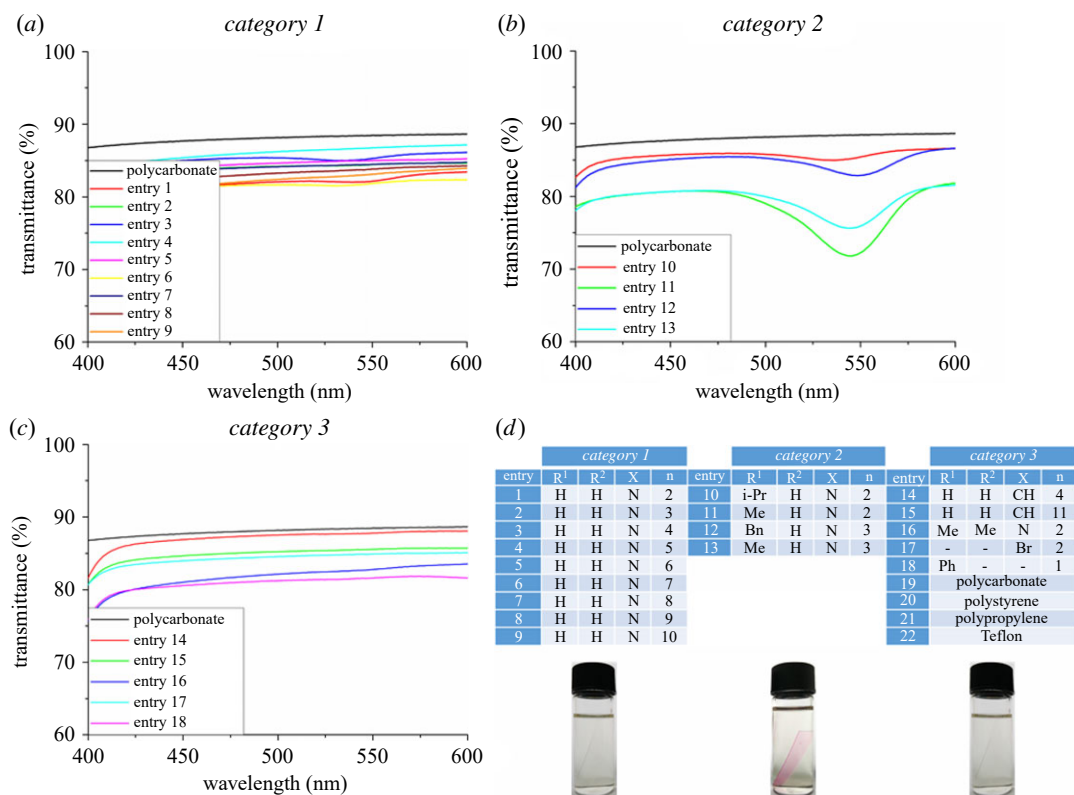 (a) category 1
100
90
80
70
60
transmittance (%)
polycarbonate
entry 1
entry 2
entry 3
entry 4
entry 5
entry 6
entry 7
entry 8
entry 9
400 450 500 550 600
wavelength (nm)
(b) category 2
100
90
80
70
60
transmittance (%)
polycarbonate
entry 10
entry 11
entry 12
entry 13
400 450 500 550 600
wavelength (nm)
(c) category 3
100
90
80
70
60
transmittance (%)
polycarbonate
entry 14
entry 15
entry 16
entry 17
entry 18
400 450 500 550 600
wavelength (nm)
(d)
category 1
entry R¹ R² X n
1 H H N 2
2 H H N 3
3 H H N 4
4 H H N 5
5 H H N 6
6 H H N 7
7 H H N 8
8 H H N 9
9 H H N 10
category 2
entry R¹ R² X n
10 i-Pr H N 2
11 Me H N 2
12 Bn H N 3
13 Me H N 3
category 3
entry R¹ R² X n
14 H H CH 4
15 H H CH 11
16 Me Me N 2
17 - - Br 2
18 Ph - - 1
19 polycarbonate
20 polystyrene
21 polypropylene
22 Teflon